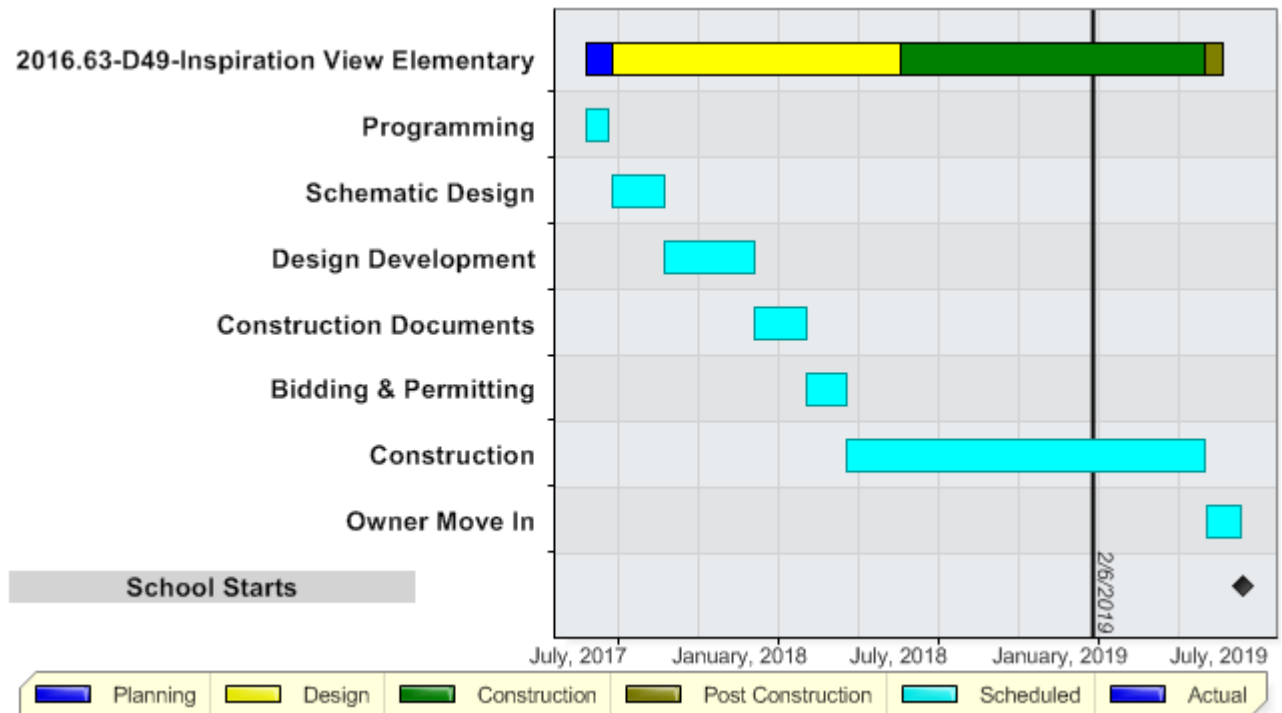 2016.63-D49-Inspiration View Elementary
Programming
Schematic Design
Design Development
Construction Documents
Bidding & Permitting
Construction
Owner Move In
School Starts
2/6/2019
July, 2017 January, 2018 July, 2018 January, 2019 July, 2019
Planning Design Construction Post Construction Scheduled Actual